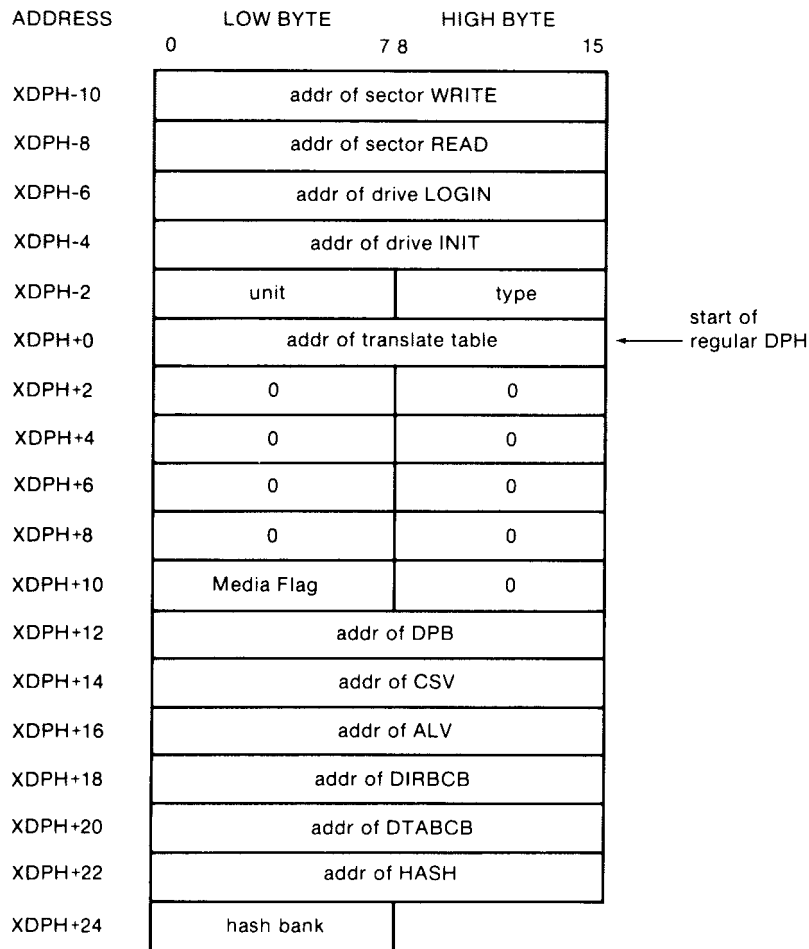 ADDRESS LOW BYTE HIGH BYTE
0 7 8 15
XDPH-10 addr of sector WRITE
XDPH-8 addr of sector READ
XDPH-6 addr of drive LOGIN
XDPH-4 addr of drive INIT
XDPH-2 unit type
start of
XDPH+0 addr of translate table regular DPH
XDPH+2 0 0
XDPH+4 0 0
XDPH+6 0 0
XDPH+8 0 0
XDPH+10 Media Flag 0
XDPH+12 addr of DPB
XDPH+14 addr of CSV
XDPH+16 addr of ALV
XDPH+18 addr of DIRBCB
XDPH+20 addr of DTABCB
XDPH+22 addr of HASH
XDPH+24 hash bank